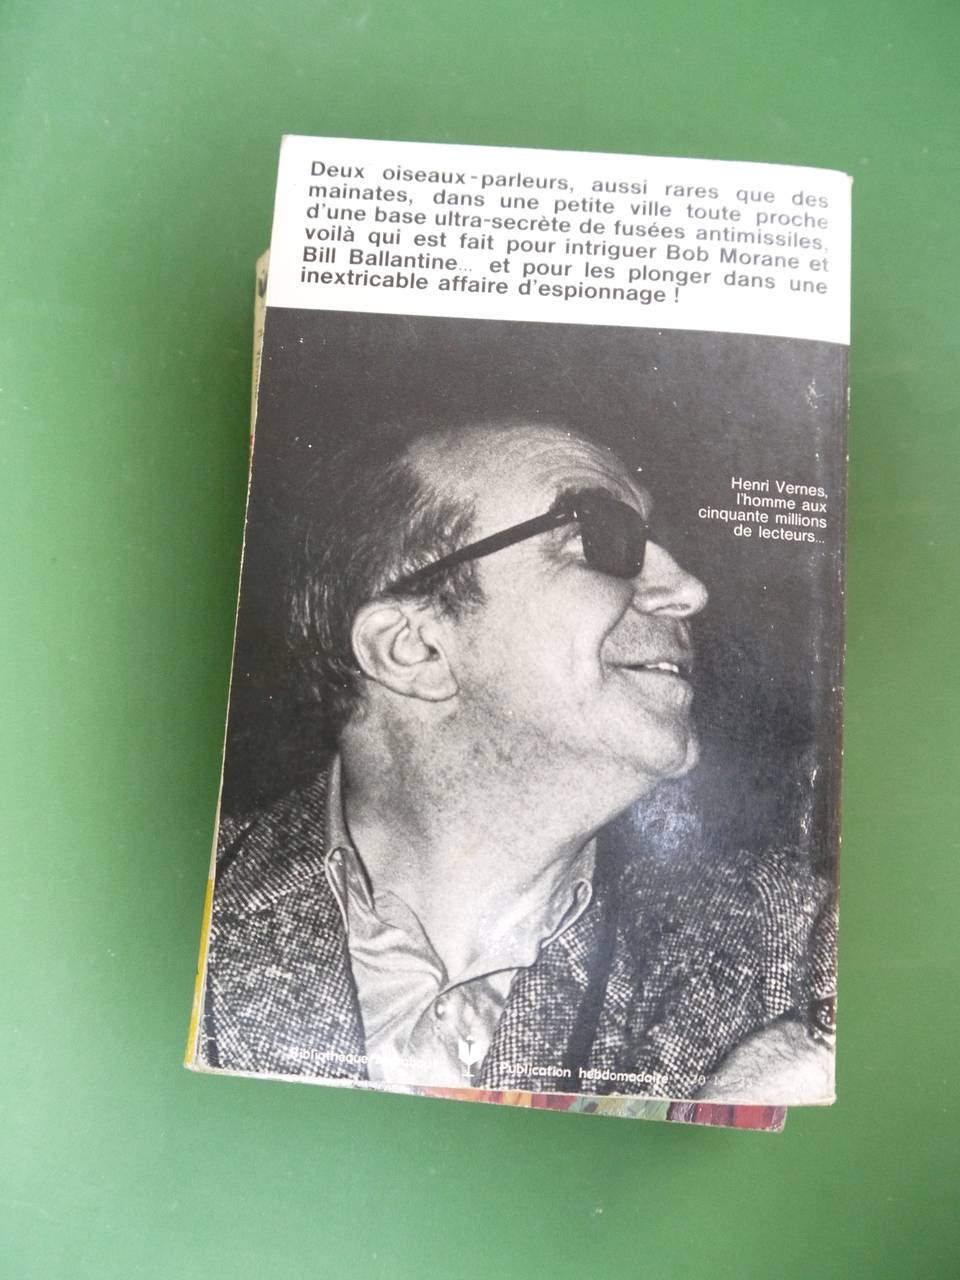 Deux oiseaux-parleurs, aussi rares que des
mainates, dans une petite ville toute proche
d'une base ultra-secrète de fusées antimissiles,
voilà qui est fait pour intriguer Bob Morane et
Bill Ballantine... et pour les plonger dans une
inextricable affaire d'espionnage !
Henri Vernes,
l'homme aux
cinquante millions
de lecteurs...
Bibliothèque
Publication hebdomadaire